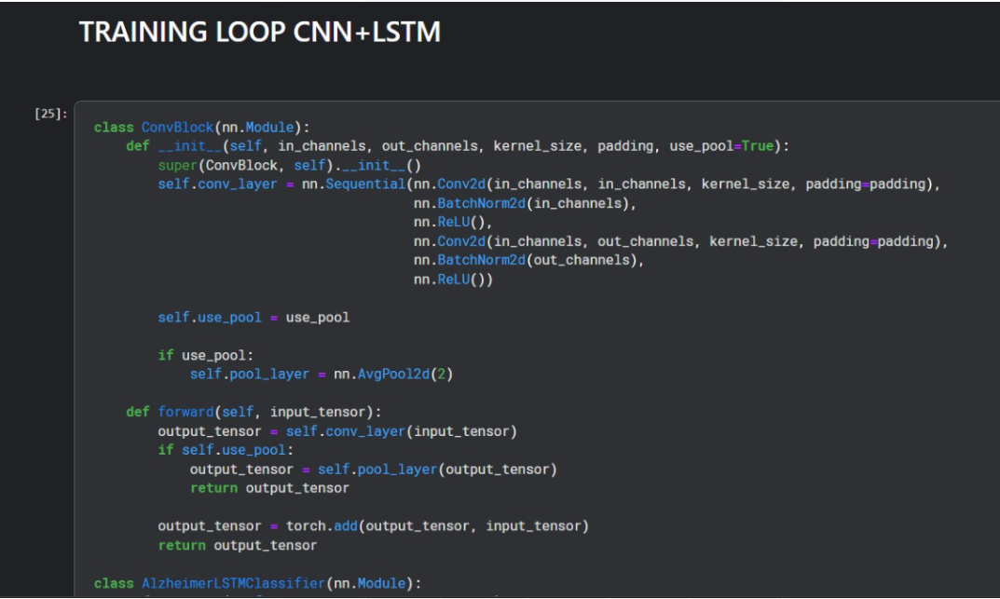 TRAINING LOOP CNN+LSTM
[25]:
class ConvBlock(nn.Module):
    def __init__(self, in_channels, out_channels, kernel_size, padding, use_pool=True):
        super(ConvBlock, self).__init__()
        self.conv_layer = nn.Sequential(nn.Conv2d(in_channels, in_channels, kernel_size, padding=padding),
                                        nn.BatchNorm2d(in_channels),
                                        nn.ReLU(),
                                        nn.Conv2d(in_channels, out_channels, kernel_size, padding=padding),
                                        nn.BatchNorm2d(out_channels),
                                        nn.ReLU())
        self.use_pool = use_pool
        if use_pool:
            self.pool_layer = nn.AvgPool2d(2)
    def forward(self, input_tensor):
        output_tensor = self.conv_layer(input_tensor)
        if self.use_pool:
            output_tensor = self.pool_layer(output_tensor)
            return output_tensor
        output_tensor = torch.add(output_tensor, input_tensor)
        return output_tensor
class AlzheimerLSTMClassifier(nn.Module):